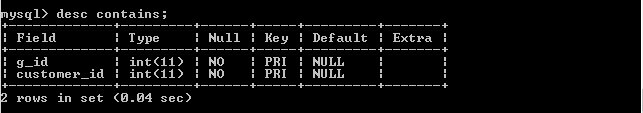 mysql> desc contains;
+-------------+---------+------+-----+---------+-------+
| Field       | Type    | Null | Key | Default | Extra |
+-------------+---------+------+-----+---------+-------+
| g_id        | int(11) | NO   | PRI | NULL    |       |
| customer_id | int(11) | NO   | PRI | NULL    |       |
+-------------+---------+------+-----+---------+-------+
2 rows in set (0.04 sec)